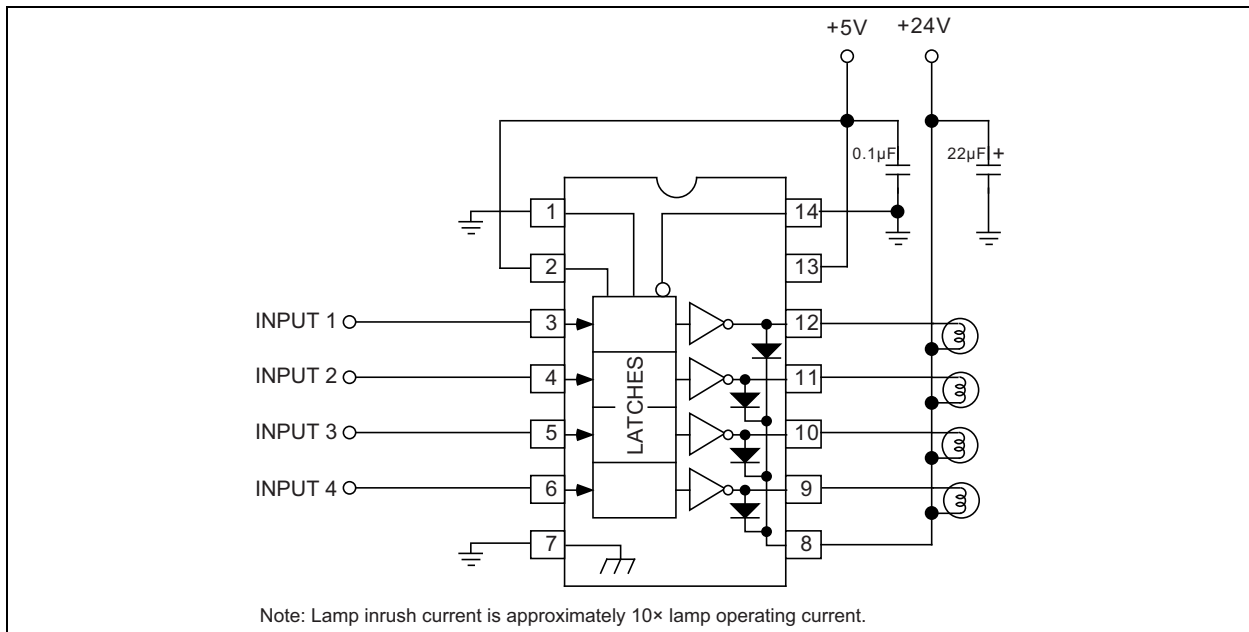 +5V +24V
0.1µF 22µF +
1 14
2 13
INPUT 1 3 12
INPUT 2 4 11
LATCHES
INPUT 3 5 10
INPUT 4 6 9
7 8
Note: Lamp inrush current is approximately 10× lamp operating current.